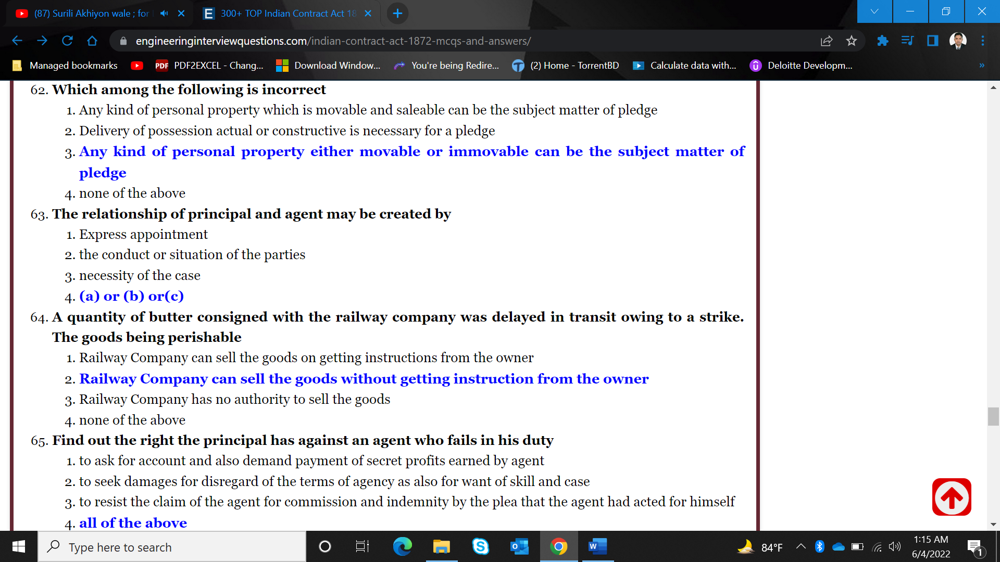 (87) Surili Akhiyon wale ; for
300+ TOP Indian Contract Act 18
engineeringinterviewquestions.com/indian-contract-act-1872-mcqs-and-answers/
Managed bookmarks
PDF PDF2EXCEL - Chang...
Download Window...
You're being Redire...
(2) Home - TorrentBD
Calculate data with...
Deloitte Developm...
62. Which among the following is incorrect
1. Any kind of personal property which is movable and saleable can be the subject matter of pledge
2. Delivery of possession actual or constructive is necessary for a pledge
3. Any kind of personal property either movable or immovable can be the subject matter of
pledge
4. none of the above
63. The relationship of principal and agent may be created by
1. Express appointment
2. the conduct or situation of the parties
3. necessity of the case
4. (a) or (b) or(c)
64. A quantity of butter consigned with the railway company was delayed in transit owing to a strike.
The goods being perishable
1. Railway Company can sell the goods on getting instructions from the owner
2. Railway Company can sell the goods without getting instruction from the owner
3. Railway Company has no authority to sell the goods
4. none of the above
65. Find out the right the principal has against an agent who fails in his duty
1. to ask for account and also demand payment of secret profits earned by agent
2. to seek damages for disregard of the terms of agency as also for want of skill and case
3. to resist the claim of the agent for commission and indemnity by the plea that the agent had acted for himself
4. all of the above
Type here to search
84°F
1:15 AM
6/4/2022
1